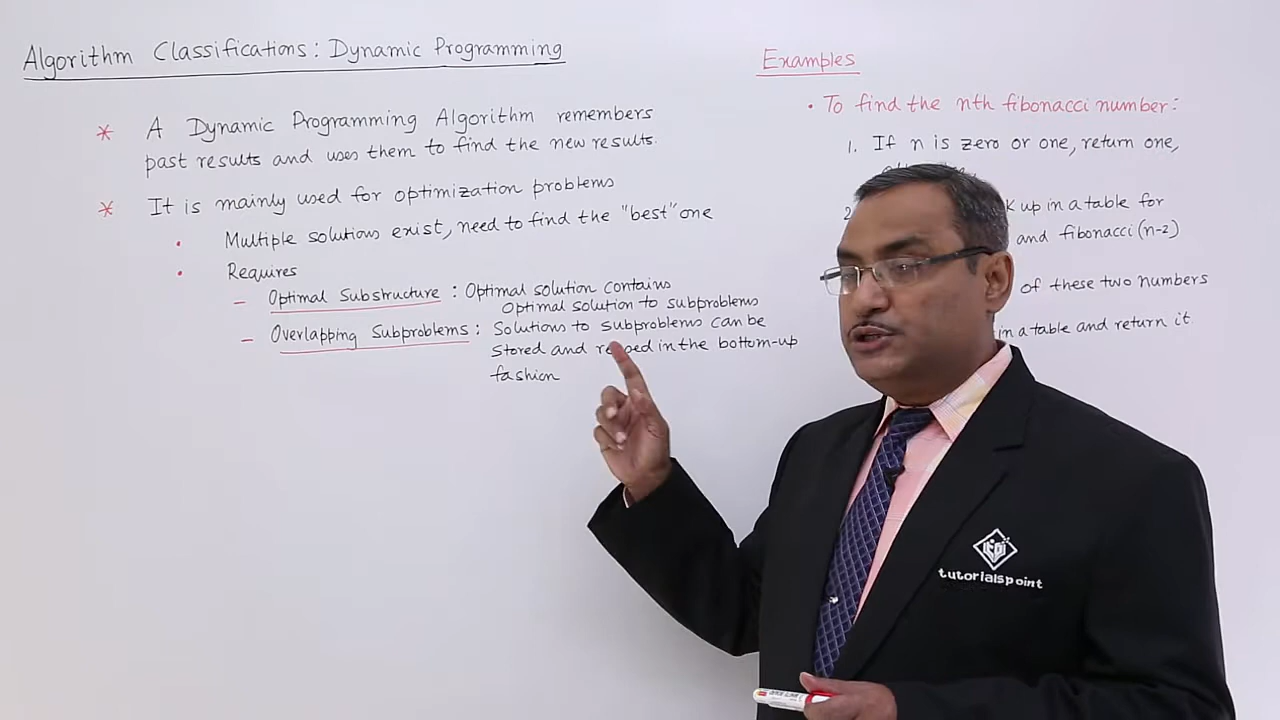 Algorithm Classifications: Dynamic Programming
* A Dynamic Programming Algorithm remembers
past results and uses them to find the new results.
* It is mainly used for optimization problems
• Multiple solutions exist, need to find the "best" one
• Requires
– Optimal Substructure : Optimal solution contains
Optimal solution to subproblems
– Overlapping Subproblems : Solutions to subproblems can be
stored and in the bottom-up
fashion
Examples
• To find the nth fibonacci number:
1. If n is zero or one, return one,
2. up in a table for
and fibonacci (n-2)
of these two numbers
in a table and return it.
tutorialspoint